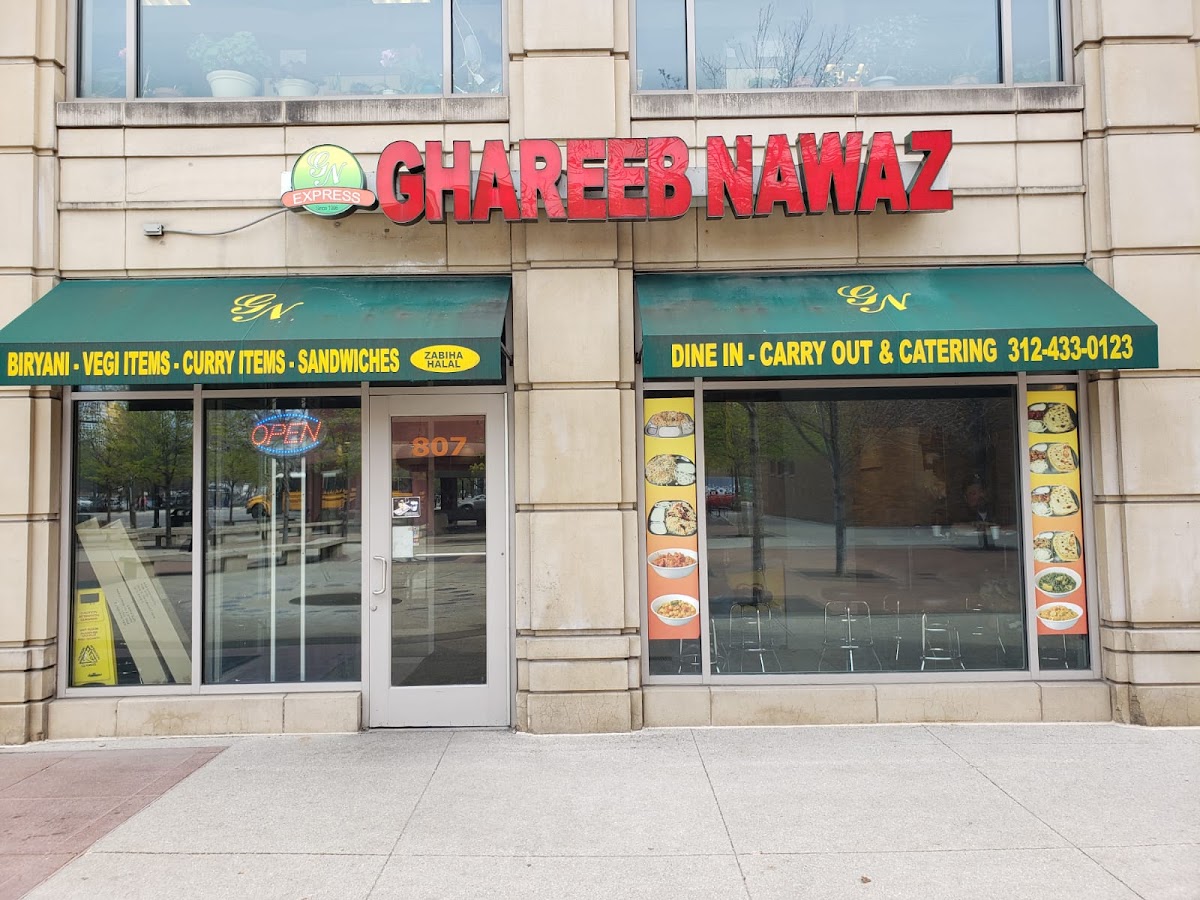 GN
EXPRESS
GHAREEB NAWAZ
GN
BIRYANI - VEGI ITEMS - CURRY ITEMS - SANDWICHES
ZABIHA
HALAL
GN
DINE IN - CARRY OUT & CATERING 312-433-0123
OPEN
807